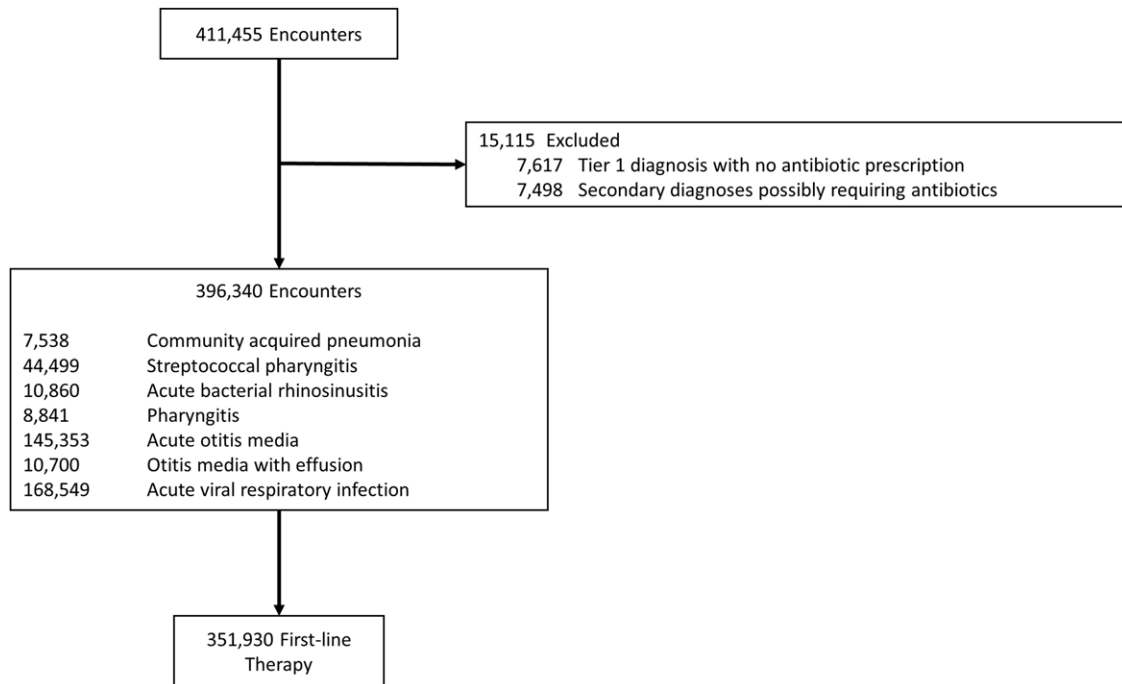 411,455 Encounters
15,115 Excluded
7,617 Tier 1 diagnosis with no antibiotic prescription
7,498 Secondary diagnoses possibly requiring antibiotics
396,340 Encounters
7,538 Community acquired pneumonia
44,499 Streptococcal pharyngitis
10,860 Acute bacterial rhinosinusitis
8,841 Pharyngitis
145,353 Acute otitis media
10,700 Otitis media with effusion
168,549 Acute viral respiratory infection
351,930 First-line
Therapy